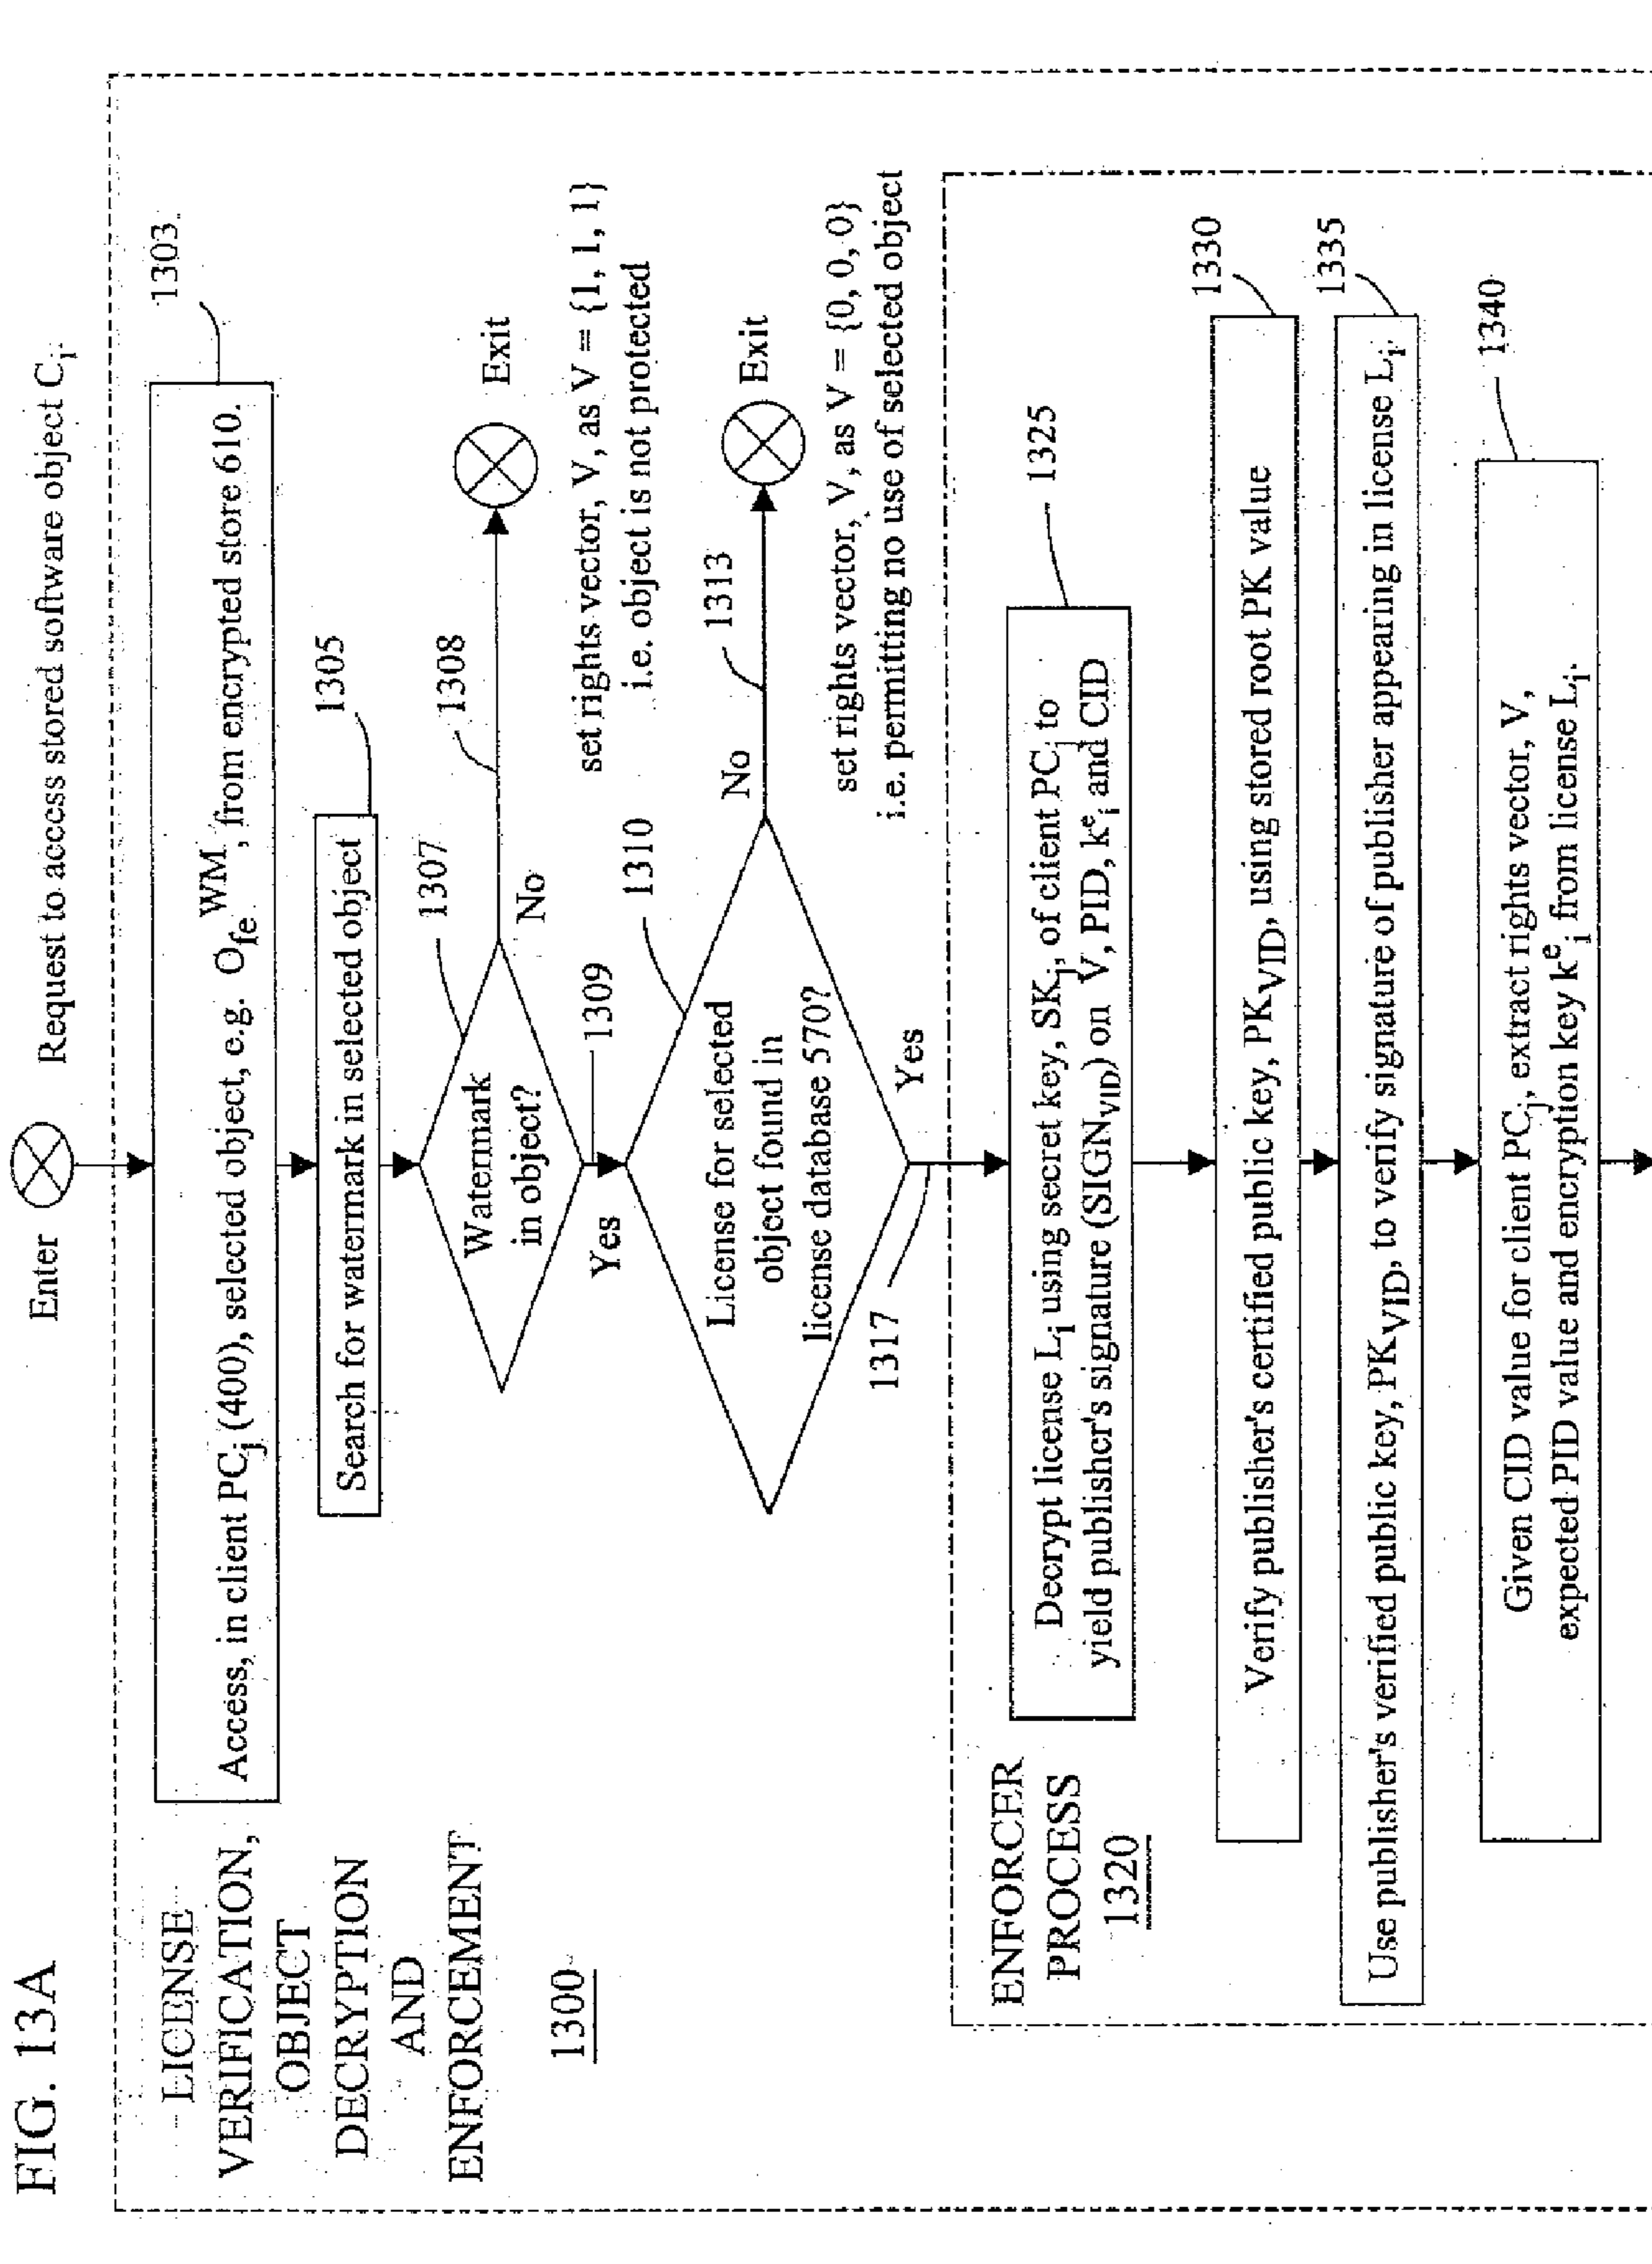 FIG. 13A
Enter
Request to access stored software object Ci.
LICENSE
VERIFICATION,
OBJECT
DECRYPTION
AND
ENFORCEMENT
1300
1303
Access, in client PCj (400), selected object, e.g. Ofe^WM, from encrypted store 610.
1305
Search for watermark in selected object
1307
Watermark
in object?
1308
No
Exit
set rights vector, V, as V = {1, 1, 1}
i.e. object is not protected
Yes
1309
1310
License for selected
object found in
license database 570?
No
1313
Exit
set rights vector, V, as V = {0, 0, 0}
i.e. permitting no use of selected object
1317
Yes
ENFORCER
PROCESS
1320
1325
Decrypt license Li using secret key, SKj, of client PCj to
yield publisher's signature (SIGNVID) on V, PID, k^e_i and CID
1330
Verify publisher's certified public key, PKVID, using stored root PK value
1335
Use publisher's verified public key, PKVID, to verify signature of publisher appearing in license Li
1340
Given CID value for client PCj, extract rights vector, V,
expected PID value and encryption key k^e_i from license Li.